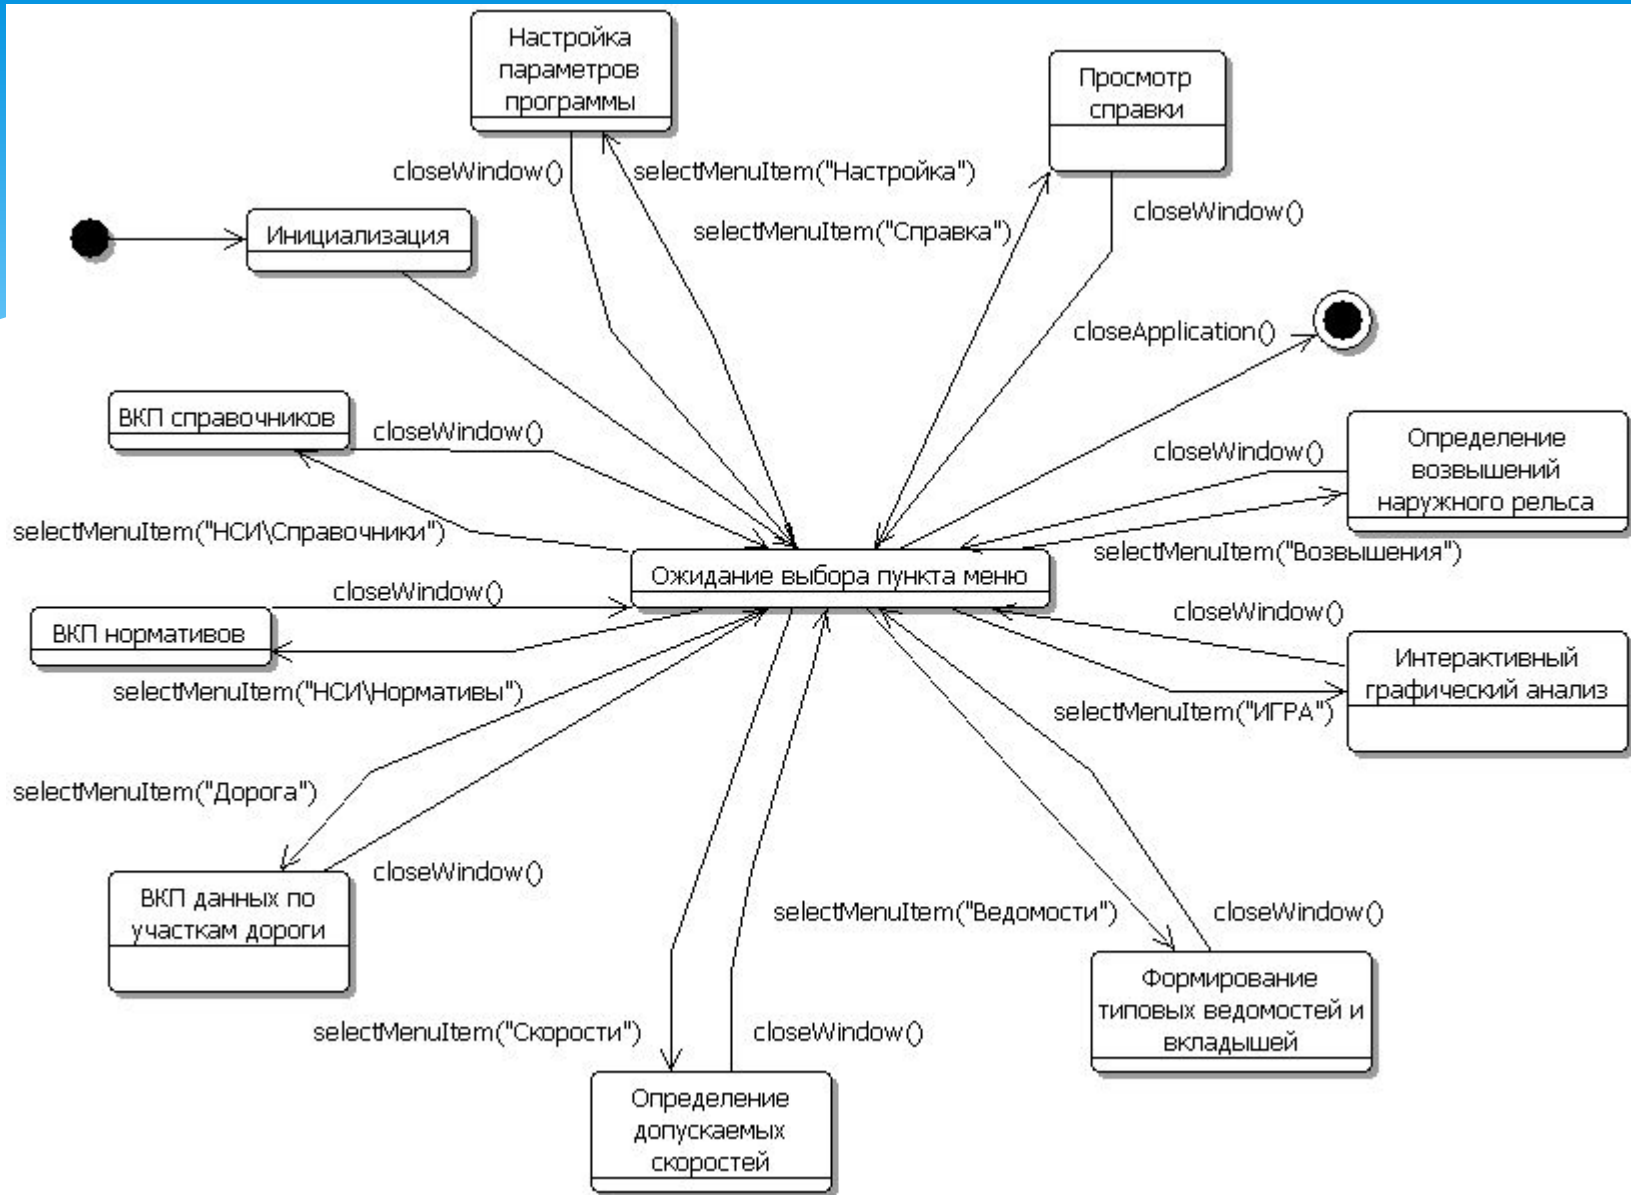 Настройка
параметров
программы
Просмотр
справки
closeWindow()
selectMenuItem("Настройка")
closeWindow()
selectMenuItem("Справка")
Инициализация
closeApplication()
ВКП справочников
closeWindow()
closeWindow()
Определение
возвышений
наружного рельса
selectMenuItem("НСИ\Справочники")
selectMenuItem("Возвышения")
Ожидание выбора пункта меню
closeWindow()
closeWindow()
ВКП нормативов
Интерактивный
графический анализ
selectMenuItem("НСИ\Нормативы")
selectMenuItem("ИГРА")
selectMenuItem("Дорога")
closeWindow()
ВКП данных по
участкам дороги
selectMenuItem("Ведомости")
closeWindow()
Формирование
типовых ведомостей и
вкладышей
selectMenuItem("Скорости")
closeWindow()
Определение
допускаемых
скоростей